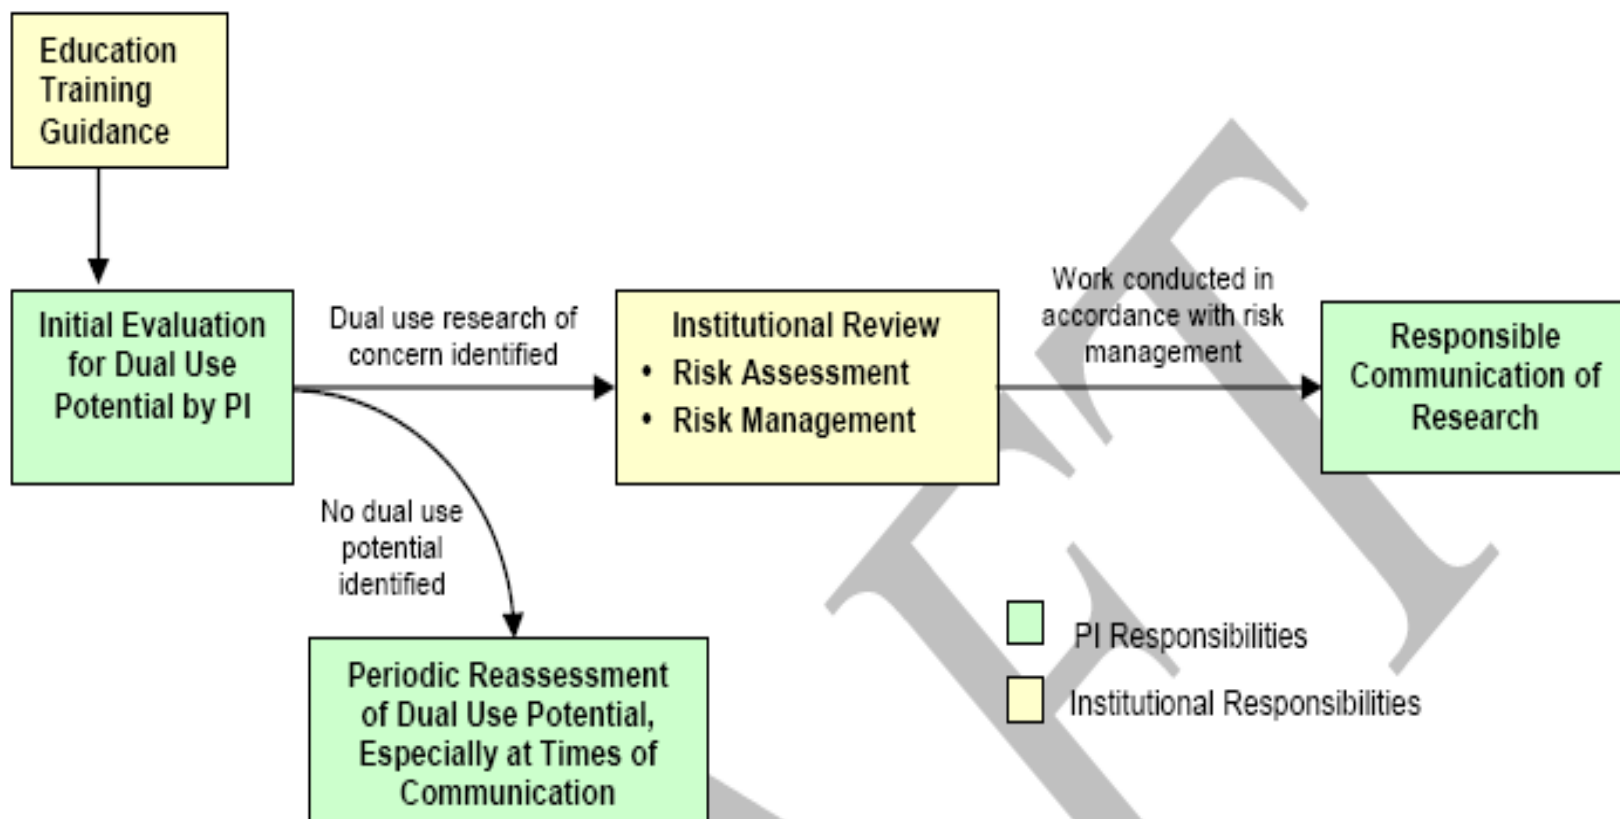 Education
Training
Guidance
Initial Evaluation
for Dual Use
Potential by PI
Dual use research of
concern identified
Institutional Review
• Risk Assessment
• Risk Management
Work conducted in
accordance with risk
management
Responsible
Communication of
Research
No dual use
potential
identified
Periodic Reassessment
of Dual Use Potential,
Especially at Times of
Communication
PI Responsibilities
Institutional Responsibilities